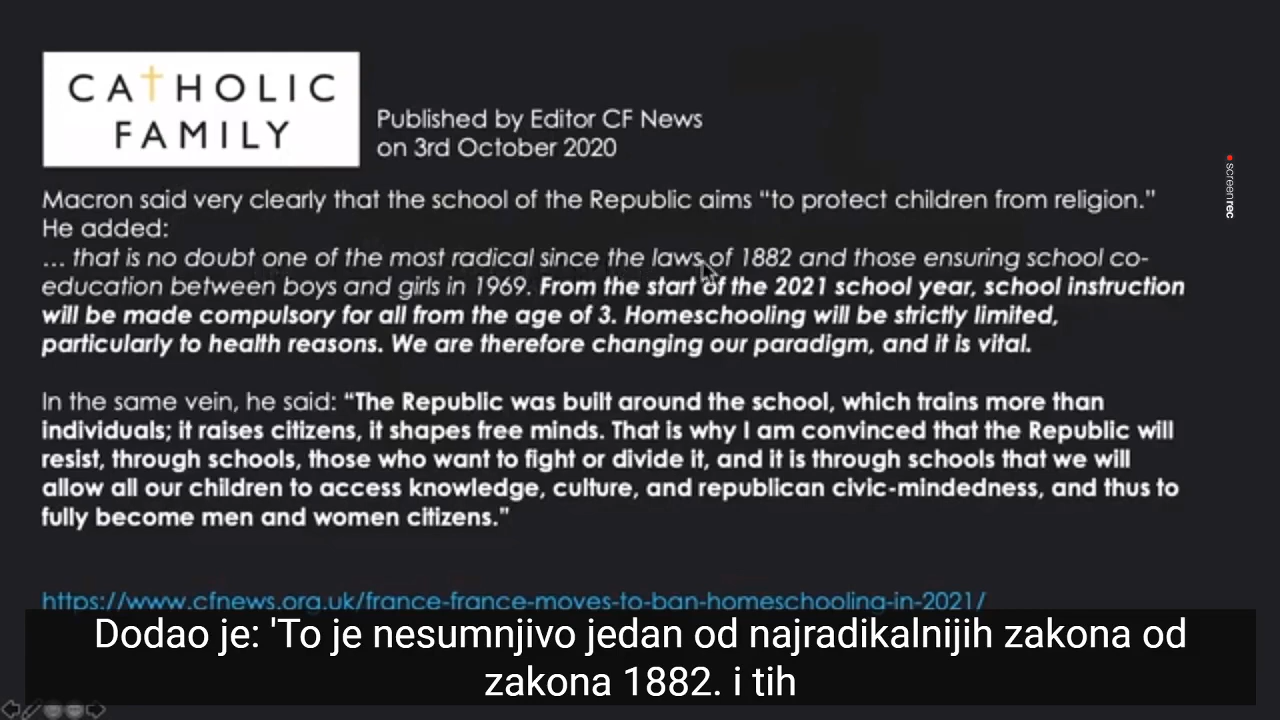 CATHOLIC
FAMILY
Published by Editor CF News
on 3rd October 2020
Macron said very clearly that the school of the Republic aims “to protect children from religion.”
He added:
… that is no doubt one of the most radical since the laws of 1882 and those ensuring school co-
education between boys and girls in 1969. From the start of the 2021 school year, school instruction
will be made compulsory for all from the age of 3. Homeschooling will be strictly limited,
particularly to health reasons. We are therefore changing our paradigm, and it is vital.
In the same vein, he said: “The Republic was built around the school, which trains more than
individuals; it raises citizens, it shapes free minds. That is why I am convinced that the Republic will
resist, through schools, those who want to fight or divide it, and it is through schools that we will
allow all our children to access knowledge, culture, and republican civic-mindedness, and thus to
fully become men and women citizens.”
https://www.cfnews.org.uk/france-france-moves-to-ban-homeschooling-in-2021/
Dodao je: 'To je nesumnjivo jedan od najradikalnijih zakona od
zakona 1882. i tih
screenrec